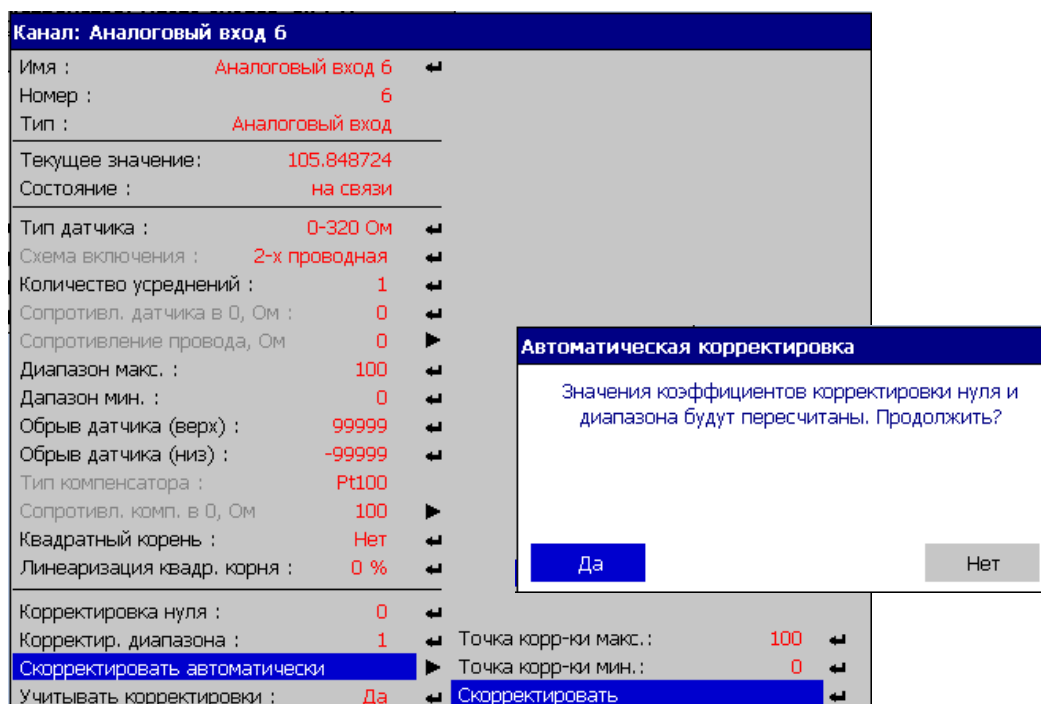 Канал: Аналоговый вход 6
Имя : Аналоговый вход 6
Номер : 6
Тип : Аналоговый вход
Текущее значение: 105.848724
Состояние : на связи
Тип датчика : 0-320 Ом
Схема включения : 2-х проводная
Количество усреднений : 1
Сопротивл. датчика в 0, Ом : 0
Сопротивление провода, Ом 0
Диапазон макс. : 100
Дапазон мин. : 0
Обрыв датчика (верх) : 99999
Обрыв датчика (низ) : -99999
Тип компенсатора : Pt100
Сопротивл. комп. в 0, Ом 100
Квадратный корень : Нет
Линеаризация квадр. корня : 0 %
Корректировка нуля : 0
Корректир. диапазона : 1
Скорректировать автоматически
Учитывать корректировки : Да
Автоматическая корректировка
Значения коэффициентов корректировки нуля и
диапазона будут пересчитаны. Продолжить?
Да Нет
Точка корр-ки макс.: 100
Точка корр-ки мин.: 0
Скорректировать